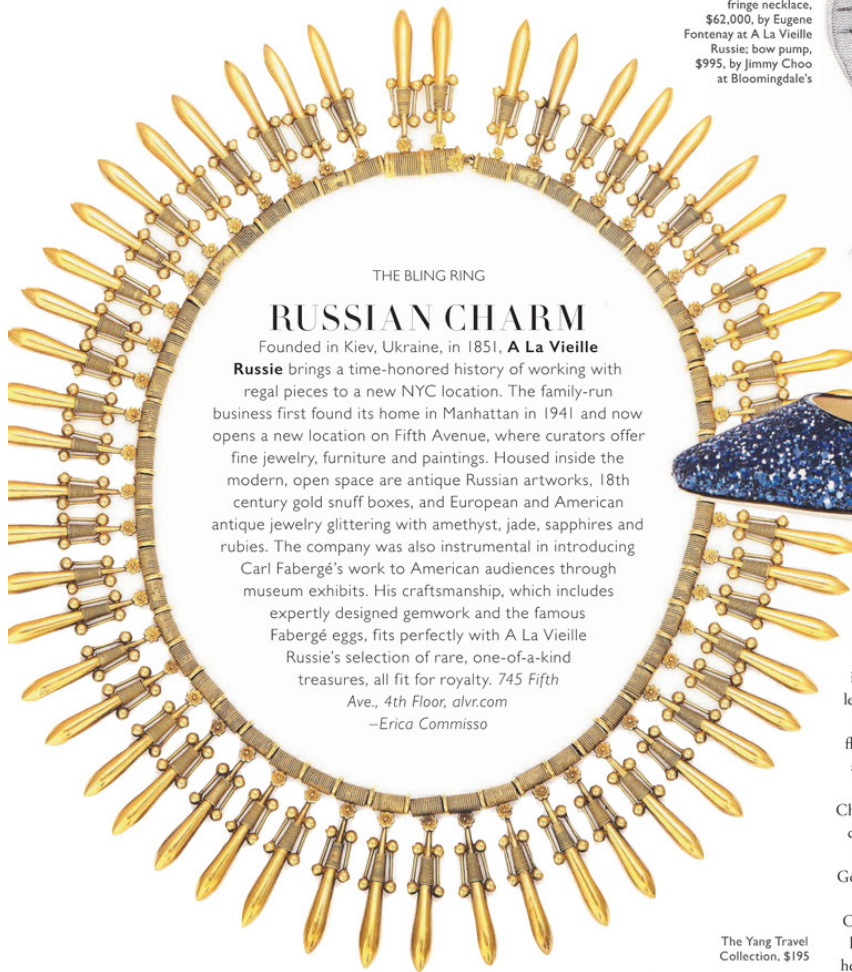 fringe necklace,
$62,000, by Eugene
Fontenay at A La Vieille
Russie; bow pump,
$995, by Jimmy Choo
at Bloomingdale's
THE BLING RING
RUSSIAN CHARM
Founded in Kiev, Ukraine, in 1851, A La Vieille
Russie brings a time-honored history of working with
regal pieces to a new NYC location. The family-run
business first found its home in Manhattan in 1941 and now
opens a new location on Fifth Avenue, where curators offer
fine jewelry, furniture and paintings. Housed inside the
modern, open space are antique Russian artworks, 18th
century gold snuff boxes, and European and American
antique jewelry glittering with amethyst, jade, sapphires and
rubies. The company was also instrumental in introducing
Carl Fabergé's work to American audiences through
museum exhibits. His craftsmanship, which includes
expertly designed gemwork and the famous
Fabergé eggs, fits perfectly with A La Vieille
Russie's selection of rare, one-of-a-kind
treasures, all fit for royalty. 745 Fifth
Ave., 4th Floor, alvr.com
–Erica Commisso
The Yang Travel
Collection, $195